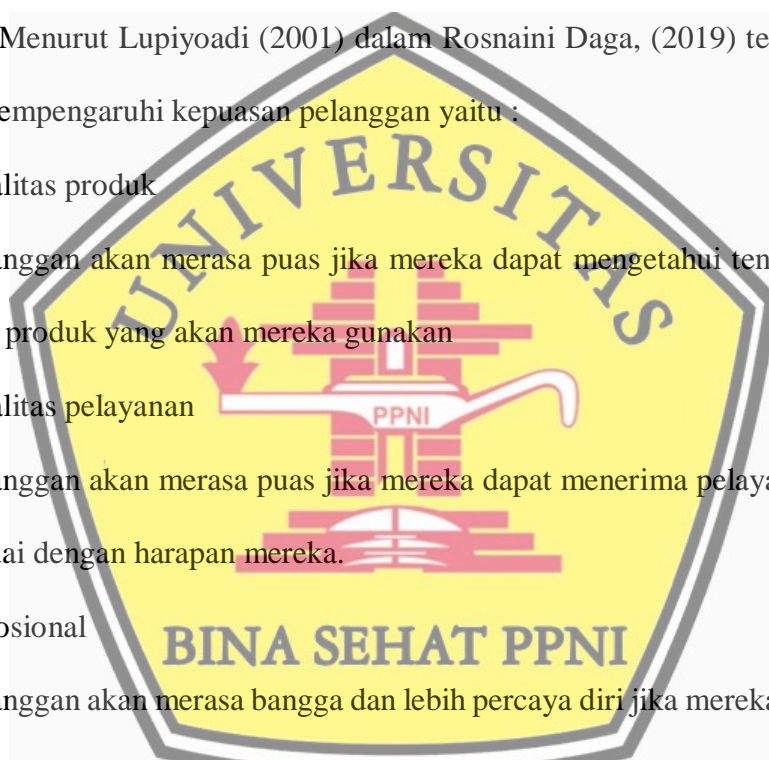 Menurut Lupiyoadi (2001) dalam Rosnaini Daga, (2019) te
empengaruhi kepuasan pelanggan yaitu :
alitas produk
anggan akan merasa puas jika mereka dapat mengetahui ten
produk yang akan mereka gunakan
alitas pelayanan
anggan akan merasa puas jika mereka dapat menerima pelaya
ai dengan harapan mereka.
osional
anggan akan merasa bangga dan lebih percaya diri jika mereka
UNIVERSITAS
PPNI
BINA SEHAT PPNI